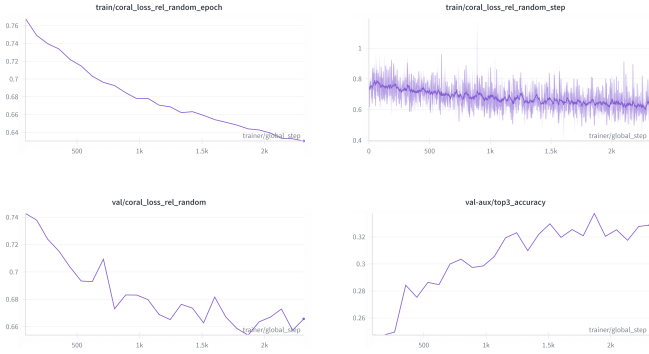 train/coral_loss_rel_random_epoch
0.76
0.74
0.72
0.7
0.68
0.66
0.64
trainer/global_step
500
1k
1.5k
2k
train/coral_loss_rel_random_step
1
0.8
0.6
0.4
trainer/global_step
0
500
1k
1.5k
2k
val/coral_loss_rel_random
0.74
0.72
0.7
0.68
0.66
trainer/global_step
500
1k
1.5k
2k
val-aux/top3_accuracy
0.32
0.3
0.28
0.26
trainer/global_step
500
1k
1.5k
2k